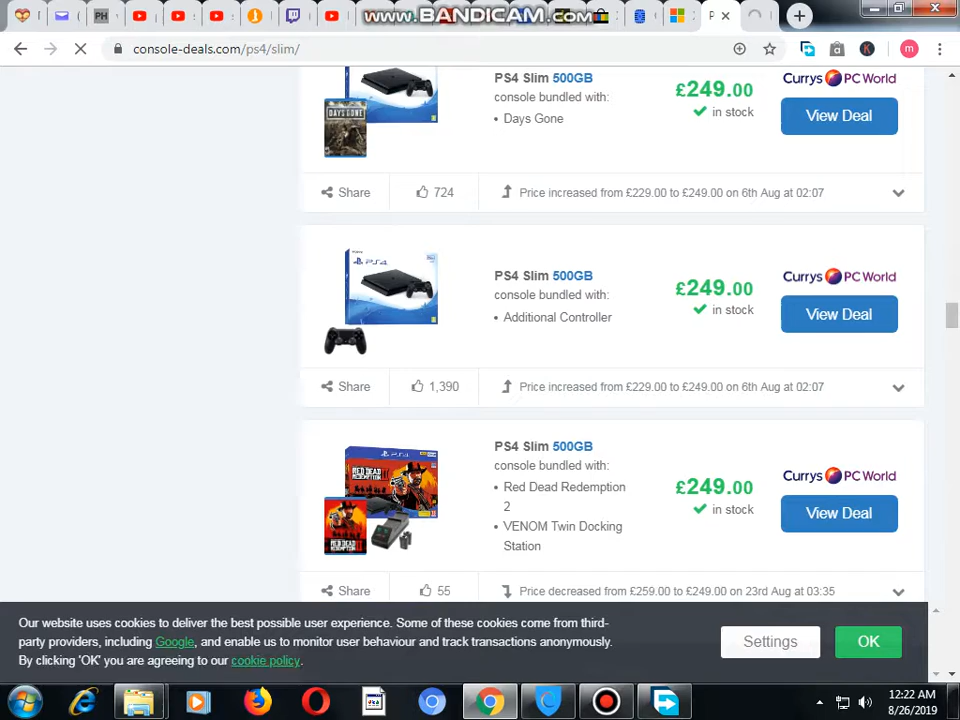 PH
WWW.BANDICAM.COM
P
console-deals.com/ps4/slim/
K
m
PS4 Slim 500GB
console bundled with:
Days Gone
£249.00
in stock
Currys PC World
View Deal
DAYS GONE
Share
724
Price increased from £229.00 to £249.00 on 6th Aug at 02:07
PS4
PS4 Slim 500GB
console bundled with:
Additional Controller
£249.00
in stock
Currys PC World
View Deal
Share
1,390
Price increased from £229.00 to £249.00 on 6th Aug at 02:07
PS4
RED DEAD
REDEMPTION
PS4 Slim 500GB
console bundled with:
Red Dead Redemption
2
VENOM Twin Docking
Station
£249.00
in stock
Currys PC World
View Deal
Share
55
Price decreased from £259.00 to £249.00 on 23rd Aug at 03:35
Our website uses cookies to deliver the best possible user experience. Some of these cookies come from third-
party providers, including Google, and enable us to monitor user behaviour and track transactions anonymously.
By clicking 'OK' you are agreeing to our cookie policy.
Settings
OK
12:22 AM
8/26/2019